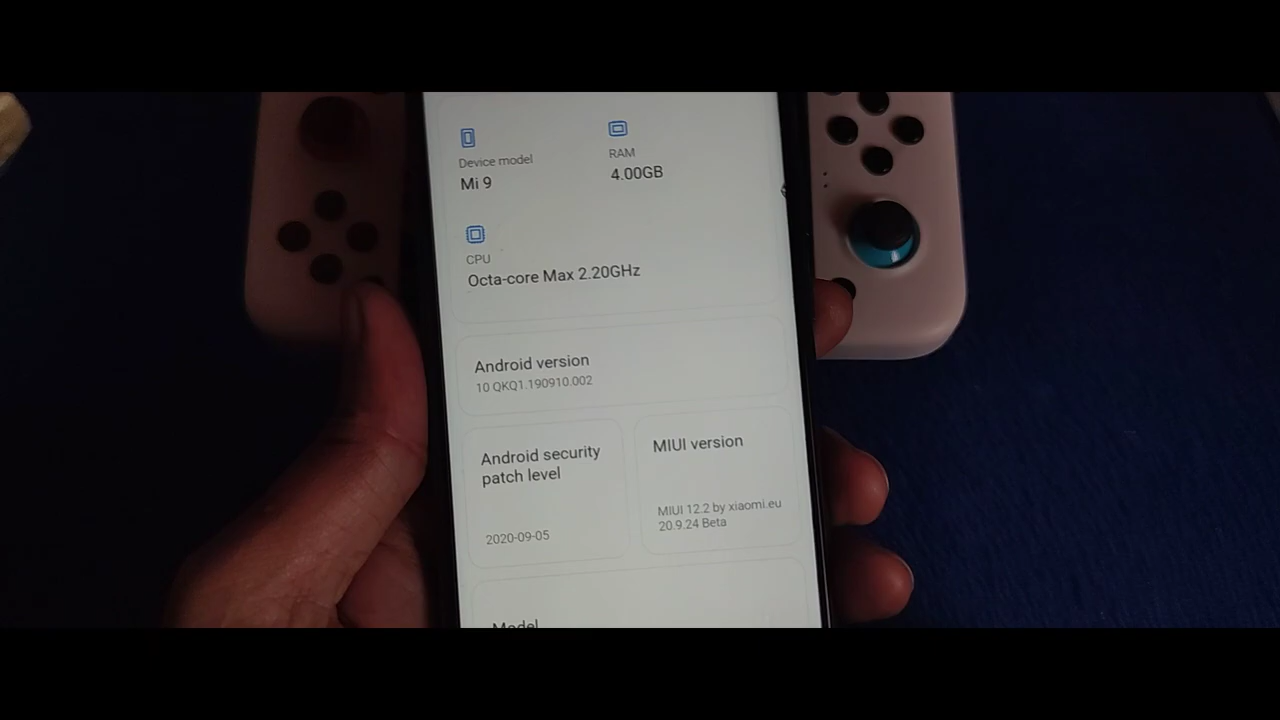 Device model
Mi 9
RAM
4.00GB
CPU
Octa-core Max 2.20GHz
Android version
10 QKQ1.190910.002
Android security
patch level
2020-09-05
MIUI version
MIUI 12.2 by xiaomi.eu
20.9.24 Beta
Model